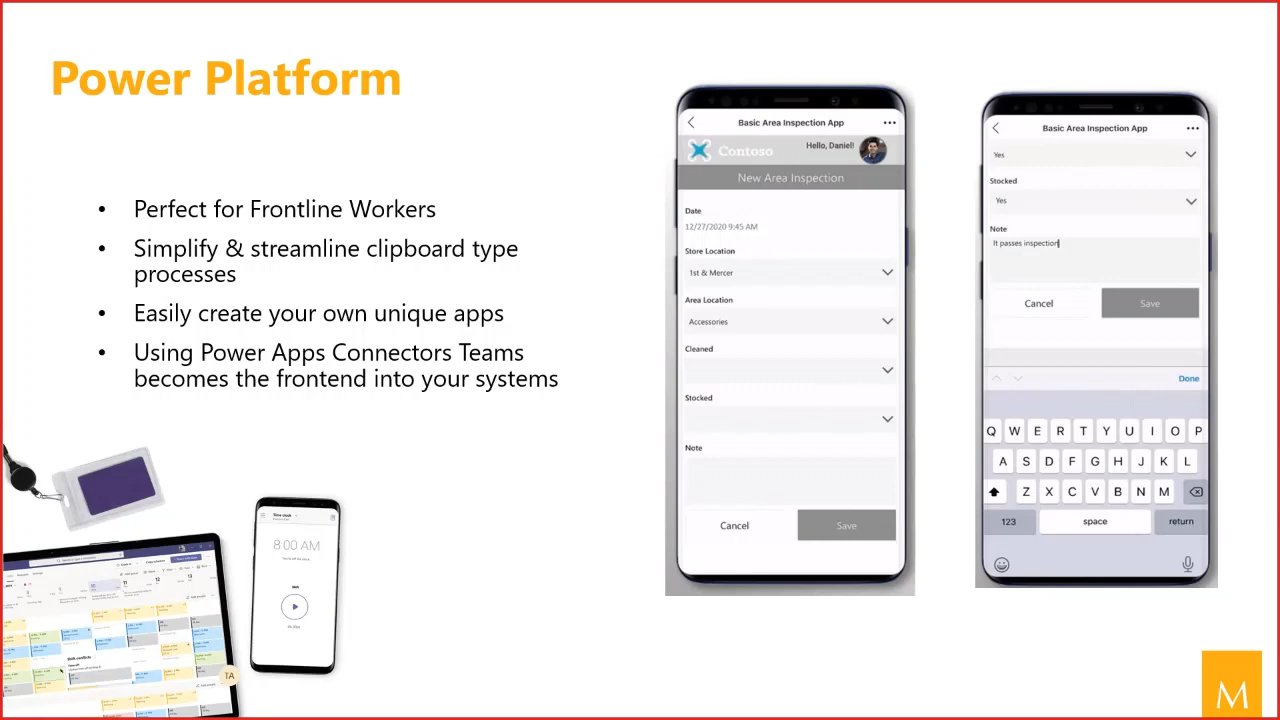 Power Platform
• Perfect for Frontline Workers
• Simplify & streamline clipboard type
processes
• Easily create your own unique apps
• Using Power Apps Connectors Teams
becomes the frontend into your systems
Basic Area Inspection App
Contoso
Hello, Daniel!
New Area Inspection
Date
12/27/2020 9:45 AM
Store Location
1st & Mercer
Area Location
Accessories
Cleaned
Stocked
Note
Cancel Save
Basic Area Inspection App
Yes
Stocked
Yes
Note
It passes inspection
Cancel Save
Done
Q W E R T Y U I O P
A S D F G H J K L
Z X C V B N M
123 space return
Time clock
8:00 AM
TA
M